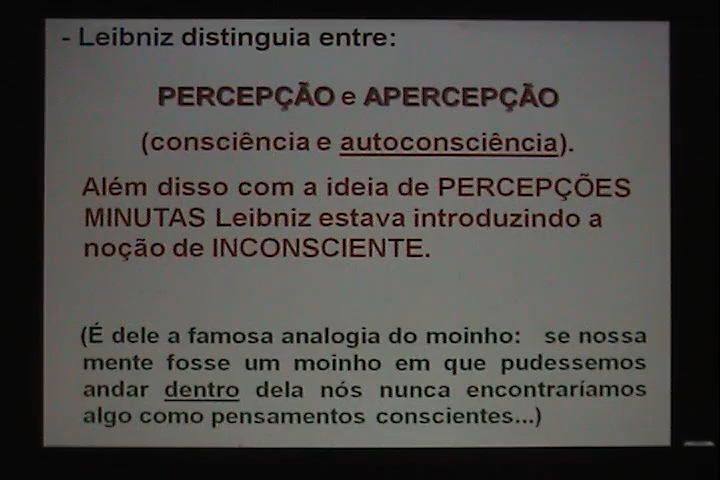 - Leibniz distinguia entre:
PERCEPÇÃO e APERCEPÇÃO
(consciência e autoconsciência).
Além disso com a ideia de PERCEPÇÕES
MINUTAS Leibniz estava introduzindo a
noção de INCONSCIENTE.
(É dele a famosa analogia do moinho: se nossa
mente fosse um moinho em que pudessemos
andar dentro dela nós nunca encontraríamos
algo como pensamentos conscientes...)